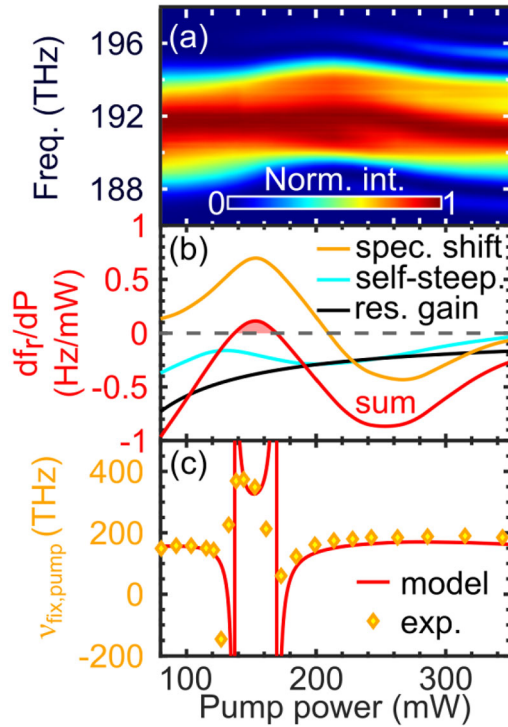 (a)
Freq. (THz)
196
192
188
Norm. int.
0 1
(b)
df_r/dP
(Hz/mW)
1
0.5
0
-0.5
-1
spec. shift
self-steep.
res. gain
sum
(c)
ν_fix,pump (THz)
400
200
0
-200
model
exp.
100 200 300
Pump power (mW)